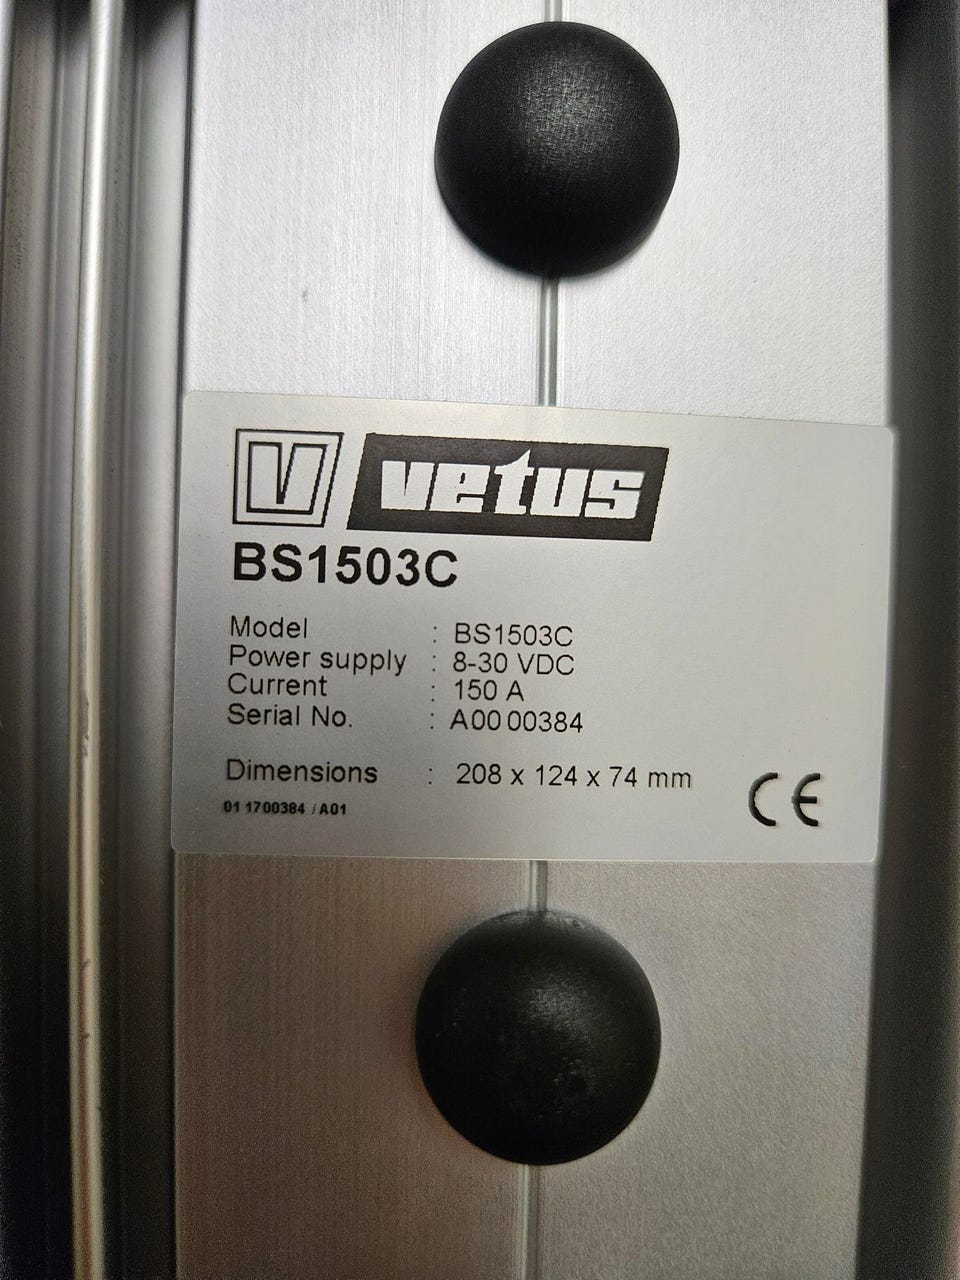 V vetus
BS1503C
Model : BS1503C
Power supply : 8-30 VDC
Current : 150 A
Serial No. : A00 00384
Dimensions : 208 x 124 x 74 mm
01 1700384 / A01
CE